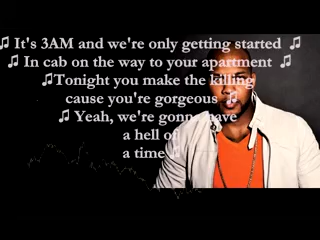 ♫ It's 3AM and we're only getting started ♫
♫ In cab on the way to your apartment ♫
♫Tonight you make the killing
cause you're gorgeous ♫
♫ Yeah, we're gonna have
a hell of
a time ♫